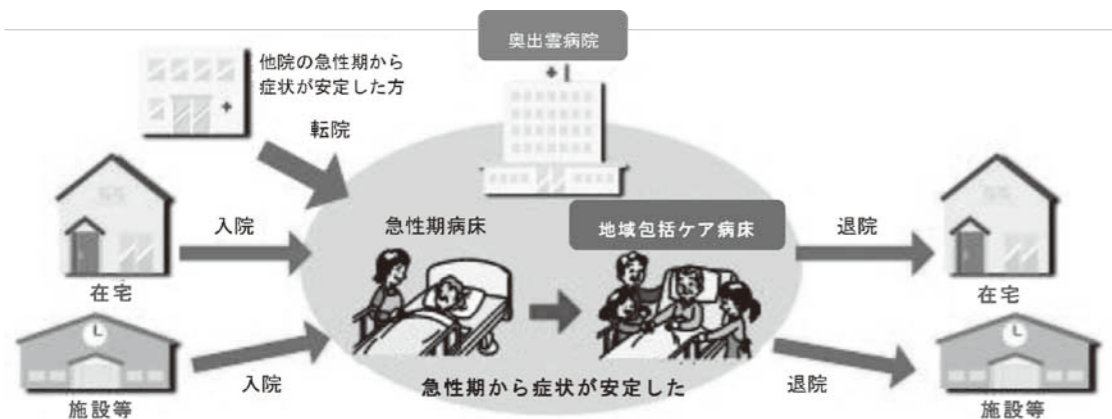 奥出雲病院
他院の急性期から
症状が安定した方
転院
入院
急性期病床
地域包括ケア病床
退院
在宅
在宅
入院
急性期から症状が安定した
退院
施設等
施設等